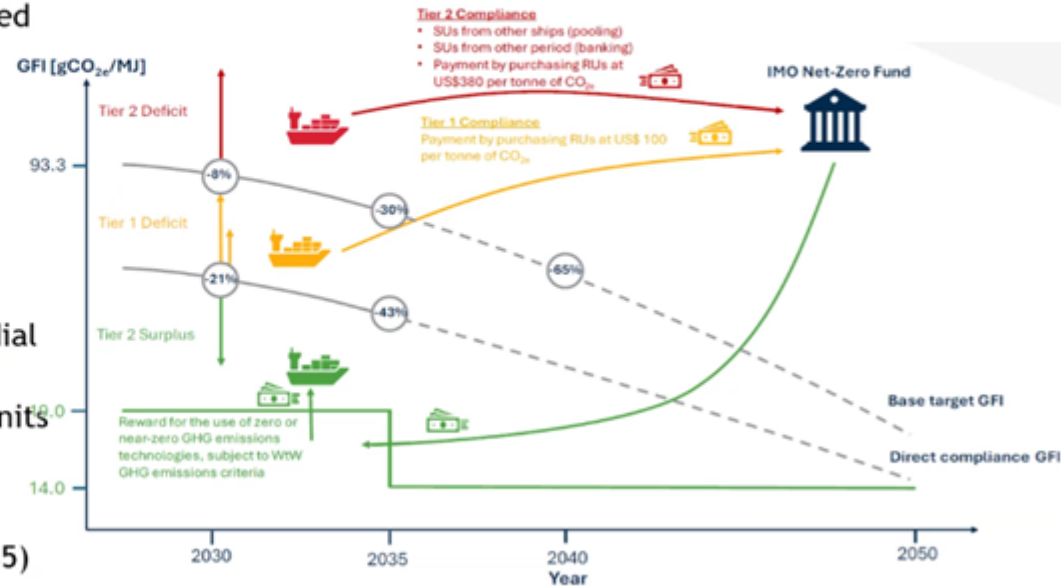 ed
Tier 2 Compliance
• SUs from other ships (pooling)
• SUs from other period (banking)
• Payment by purchasing RUs at
US$380 per tonne of CO2e
GFI [gCO2e/MJ]
IMO Net-Zero Fund
Tier 2 Deficit
Tier 1 Compliance
Payment by purchasing RUs at US$ 100
per tonne of CO2e
93.3
-8%
-30%
Tier 1 Deficit
-21%
-65%
-43%
dial
Tier 2 Surplus
nits
19.0
Base target GFI
Reward for the use of zero or
near-zero GHG emissions
technologies, subject to WtW
GHG emissions criteria
Direct compliance GFI
14.0
5)
2030
2035
2040
2050
Year